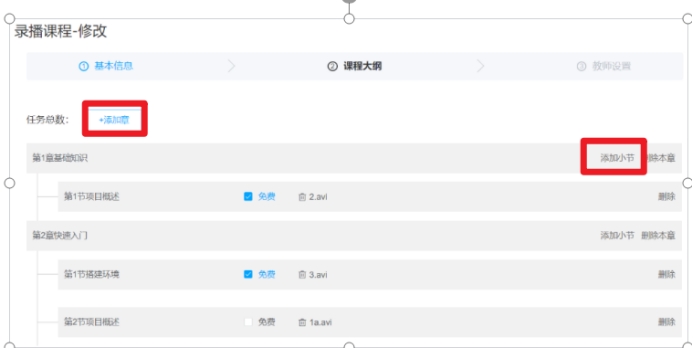 录播课程-修改
① 基本信息 ② 课程大纲 ③ 教师设置
任务总数： +添加章
第1章基础知识 添加小节 删除本章
第1节项目概述 免费 2.avi 删除
第2章快速入门 添加小节 删除本章
第1节搭建环境 免费 3.avi 删除
第2节项目概述 免费 1a.avi 删除